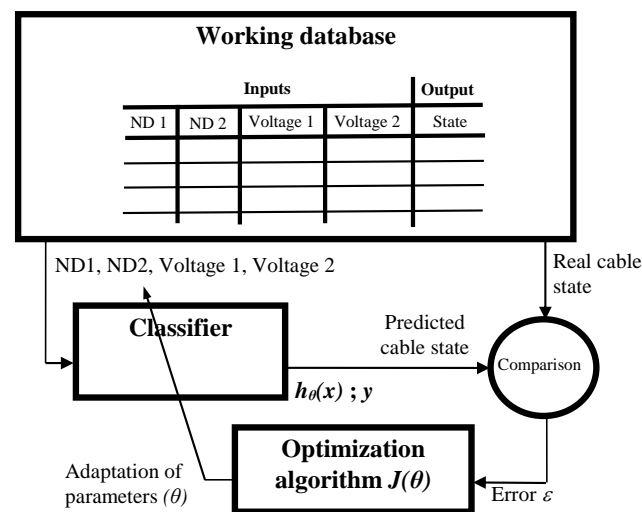 Working database
Inputs Output
ND 1 ND 2 Voltage 1 Voltage 2 State
ND1, ND2, Voltage 1, Voltage 2
Real cable
state
Classifier
Predicted
cable state
Comparison
hθ(x) ; y
Optimization
algorithm J(θ)
Adaptation of
parameters (θ)
Error ε